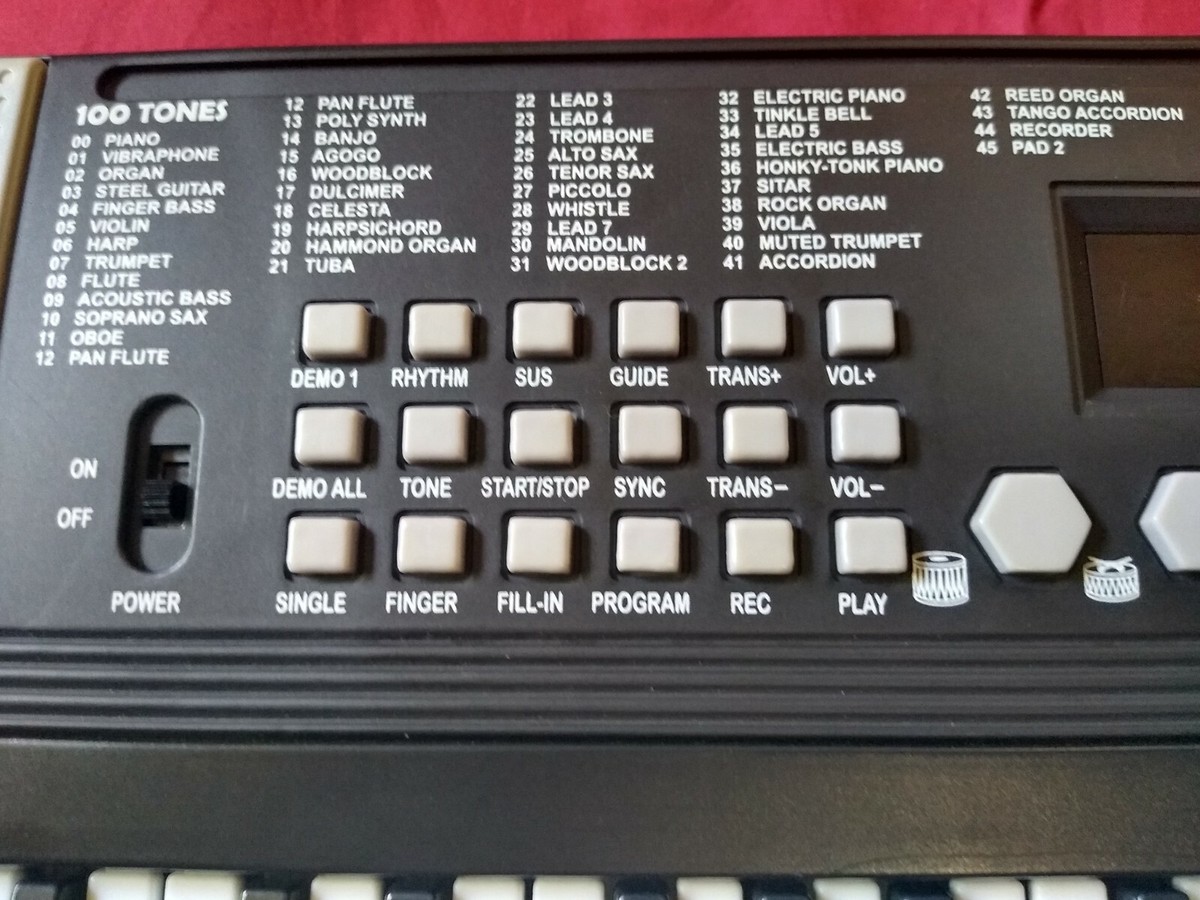 100 TONES
00 PIANO
01 VIBRAPHONE
02 ORGAN
03 STEEL GUITAR
04 FINGER BASS
05 VIOLIN
06 HARP
07 TRUMPET
08 FLUTE
09 ACOUSTIC BASS
10 SOPRANO SAX
11 OBOE
12 PAN FLUTE
12 PAN FLUTE
13 POLY SYNTH
14 BANJO
15 AGOGO
16 WOODBLOCK
17 DULCIMER
18 CELESTA
19 HARPSICHORD
20 HAMMOND ORGAN
21 TUBA
22 LEAD 3
23 LEAD 4
24 TROMBONE
25 ALTO SAX
26 TENOR SAX
27 PICCOLO
28 WHISTLE
29 LEAD 7
30 MANDOLIN
31 WOODBLOCK 2
32 ELECTRIC PIANO
33 TINKLE BELL
34 LEAD 5
35 ELECTRIC BASS
36 HONKY-TONK PIANO
37 SITAR
38 ROCK ORGAN
39 VIOLA
40 MUTED TRUMPET
41 ACCORDION
42 REED ORGAN
43 TANGO ACCORDION
44 RECORDER
45 PAD 2
DEMO 1 RHYTHM SUS GUIDE TRANS+ VOL+
ON
OFF
POWER
DEMO ALL TONE START/STOP SYNC TRANS− VOL−
SINGLE FINGER FILL-IN PROGRAM REC PLAY